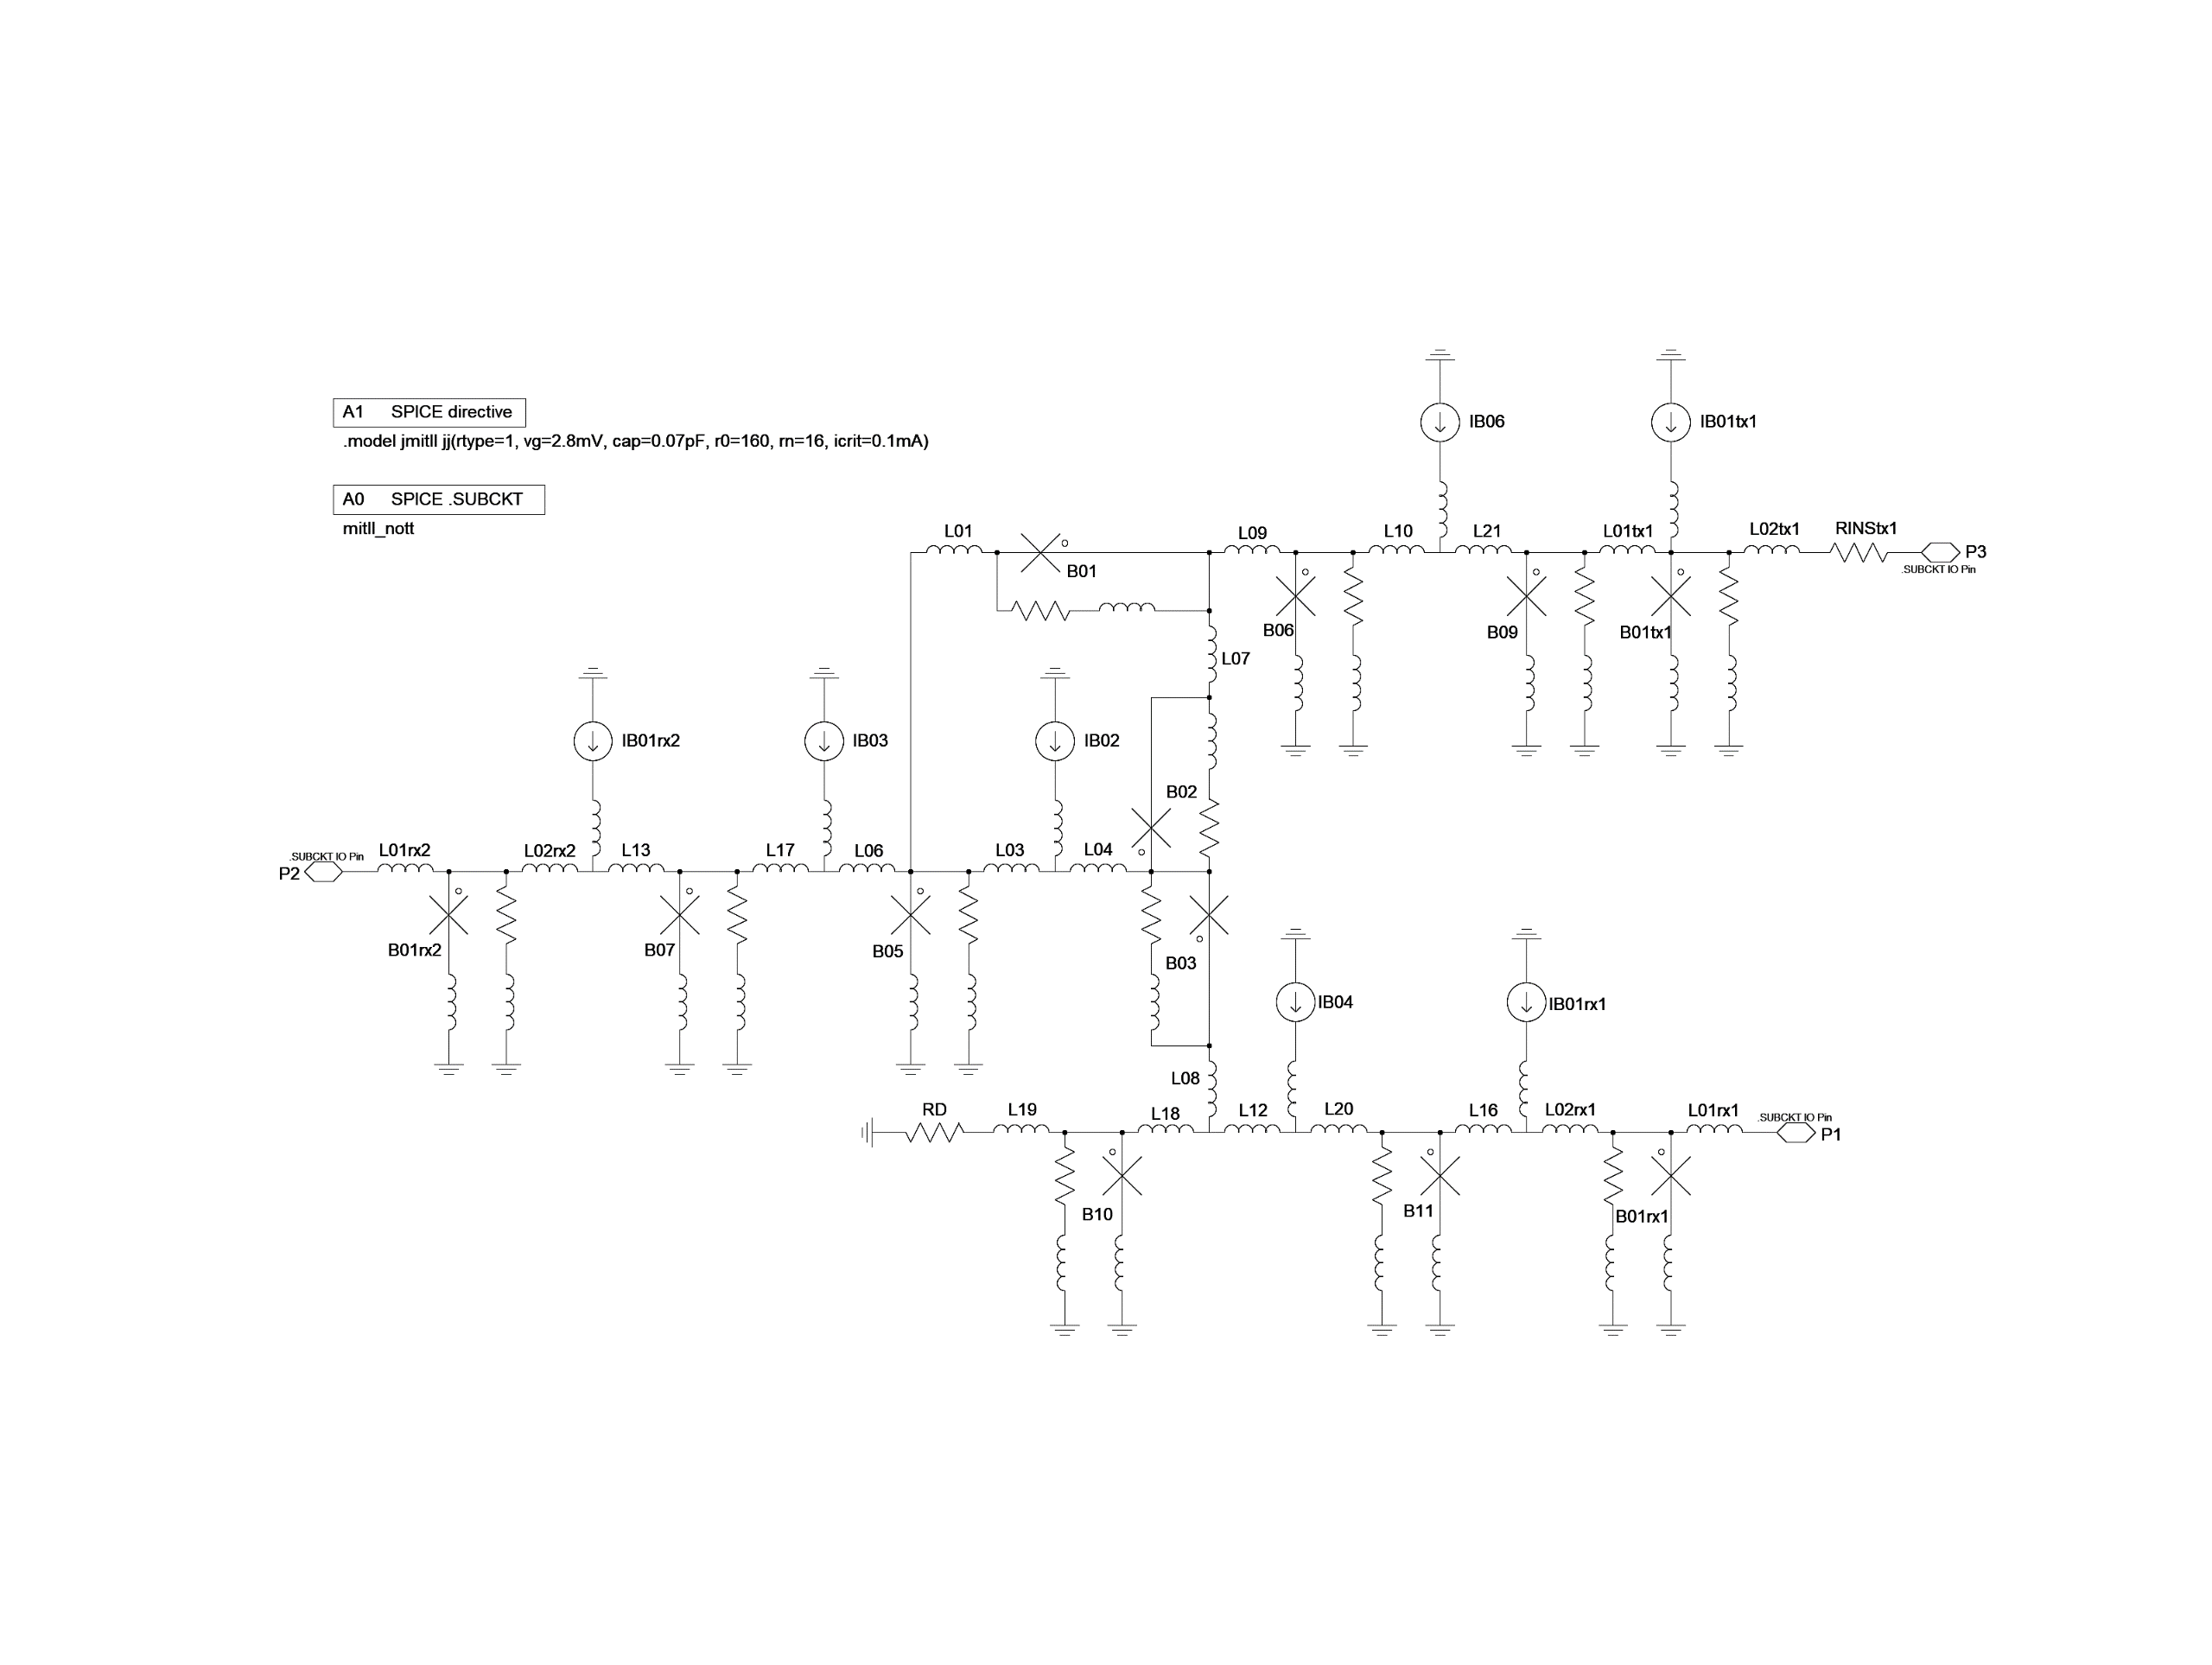 A1 SPICE directive
.model jmitll jj(rtype=1, vg=2.8mV, cap=0.07pF, r0=160, rn=16, icrit=0.1mA)
A0 SPICE .SUBCKT
mitll_nott
IB06
IB01tx1
L01
B01
L09
L10
L21
L01tx1
L02tx1
RINStx1
P3
.SUBCKT IO Pin
B06
B09
B01tx1
L07
IB01rx2
IB03
IB02
B02
.SUBCKT IO Pin
P2
L01rx2
L02rx2
L13
L17
L06
L03
L04
B01rx2
B07
B05
B03
IB04
IB01rx1
L08
RD
L19
L18
L12
L20
L16
L02rx1
L01rx1
.SUBCKT IO Pin
P1
B10
B11
B01rx1